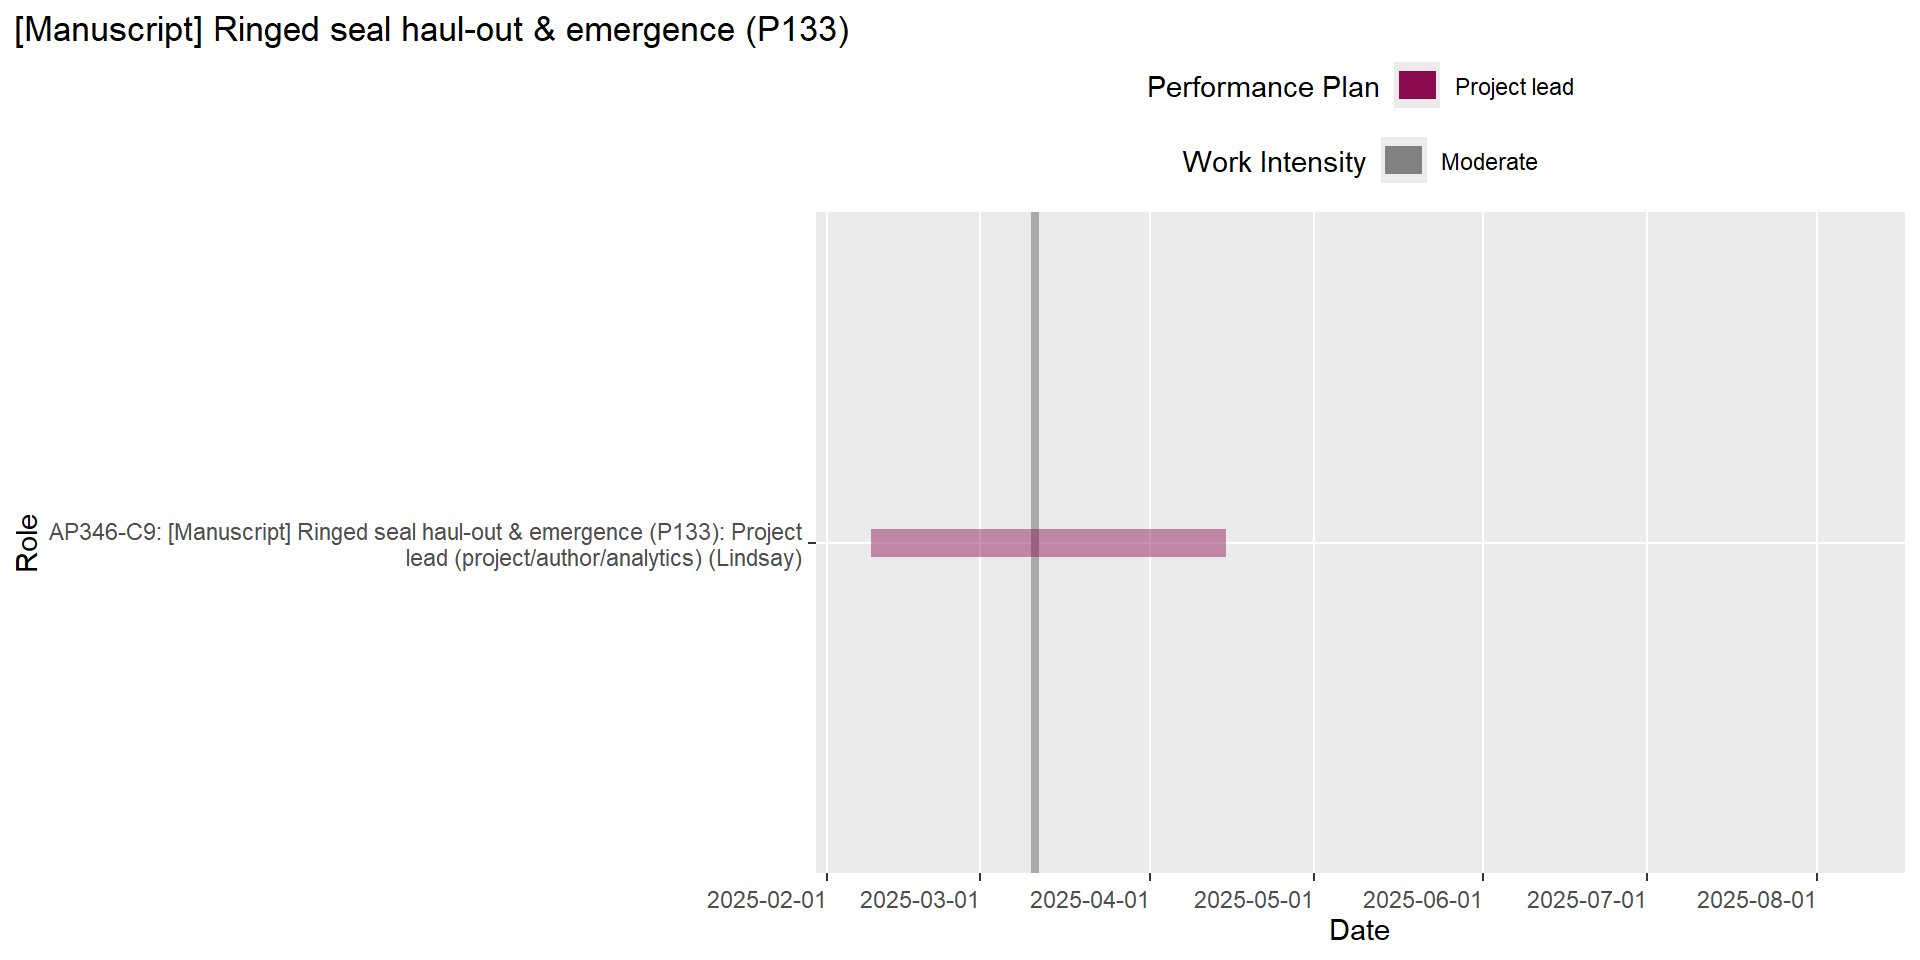 [Manuscript] Ringed seal haul-out & emergence (P133)
Performance Plan
Project lead
Work Intensity
Moderate
Role
AP346-C9: [Manuscript] Ringed seal haul-out & emergence (P133): Project
lead (project/author/analytics) (Lindsay)
2025-02-01
2025-03-01
2025-04-01
2025-05-01
2025-06-01
2025-07-01
2025-08-01
Date